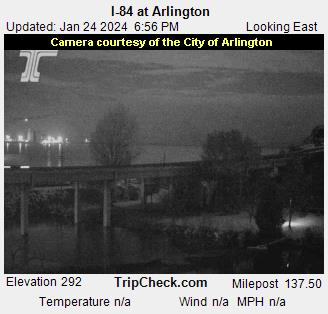 I-84 at Arlington
Updated: Jan 24 2024 6:56 PM Looking East
Camera courtesy of the City of Arlington
Elevation 292 TripCheck.com Milepost 137.50
Temperature n/a Wind n/a MPH n/a